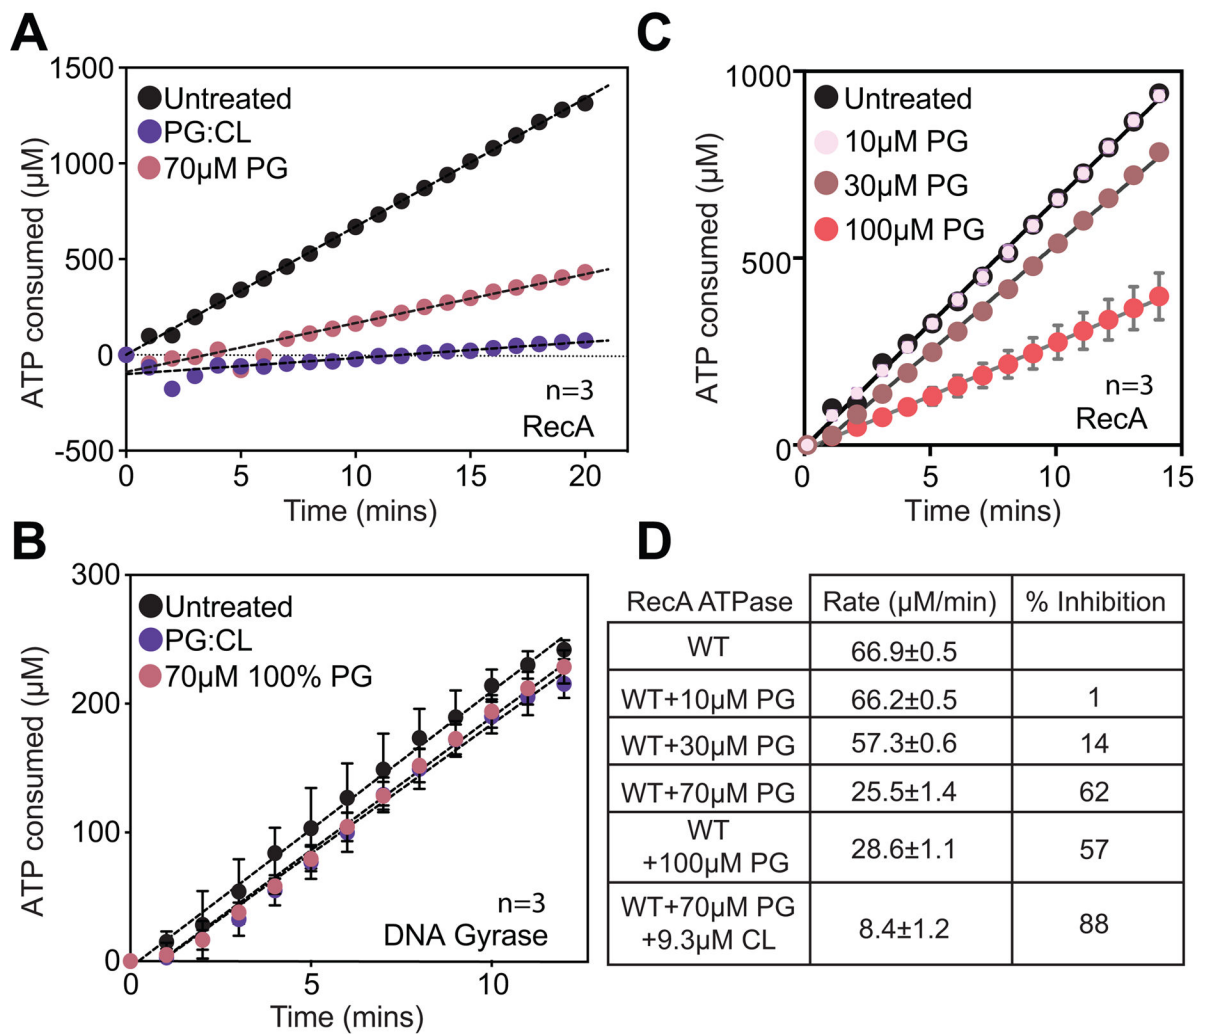 A
1500
1000
500
0
-500
ATP consumed (µM)
Untreated
PG:CL
70µM PG
n=3
RecA
0 5 10 15 20
Time (mins)
C
1000
500
0
ATP consumed (µM)
Untreated
10µM PG
30µM PG
100µM PG
n=3
RecA
0 5 10 15
Time (mins)
B
300
200
100
0
ATP consumed (µM)
Untreated
PG:CL
70µM 100% PG
n=3
DNA Gyrase
0 5 10
Time (mins)
D
RecA ATPase Rate (µM/min) % Inhibition
WT 66.9±0.5
WT+10µM PG 66.2±0.5 1
WT+30µM PG 57.3±0.6 14
WT+70µM PG 25.5±1.4 62
WT
+100µM PG 28.6±1.1 57
WT+70µM PG
+9.3µM CL 8.4±1.2 88